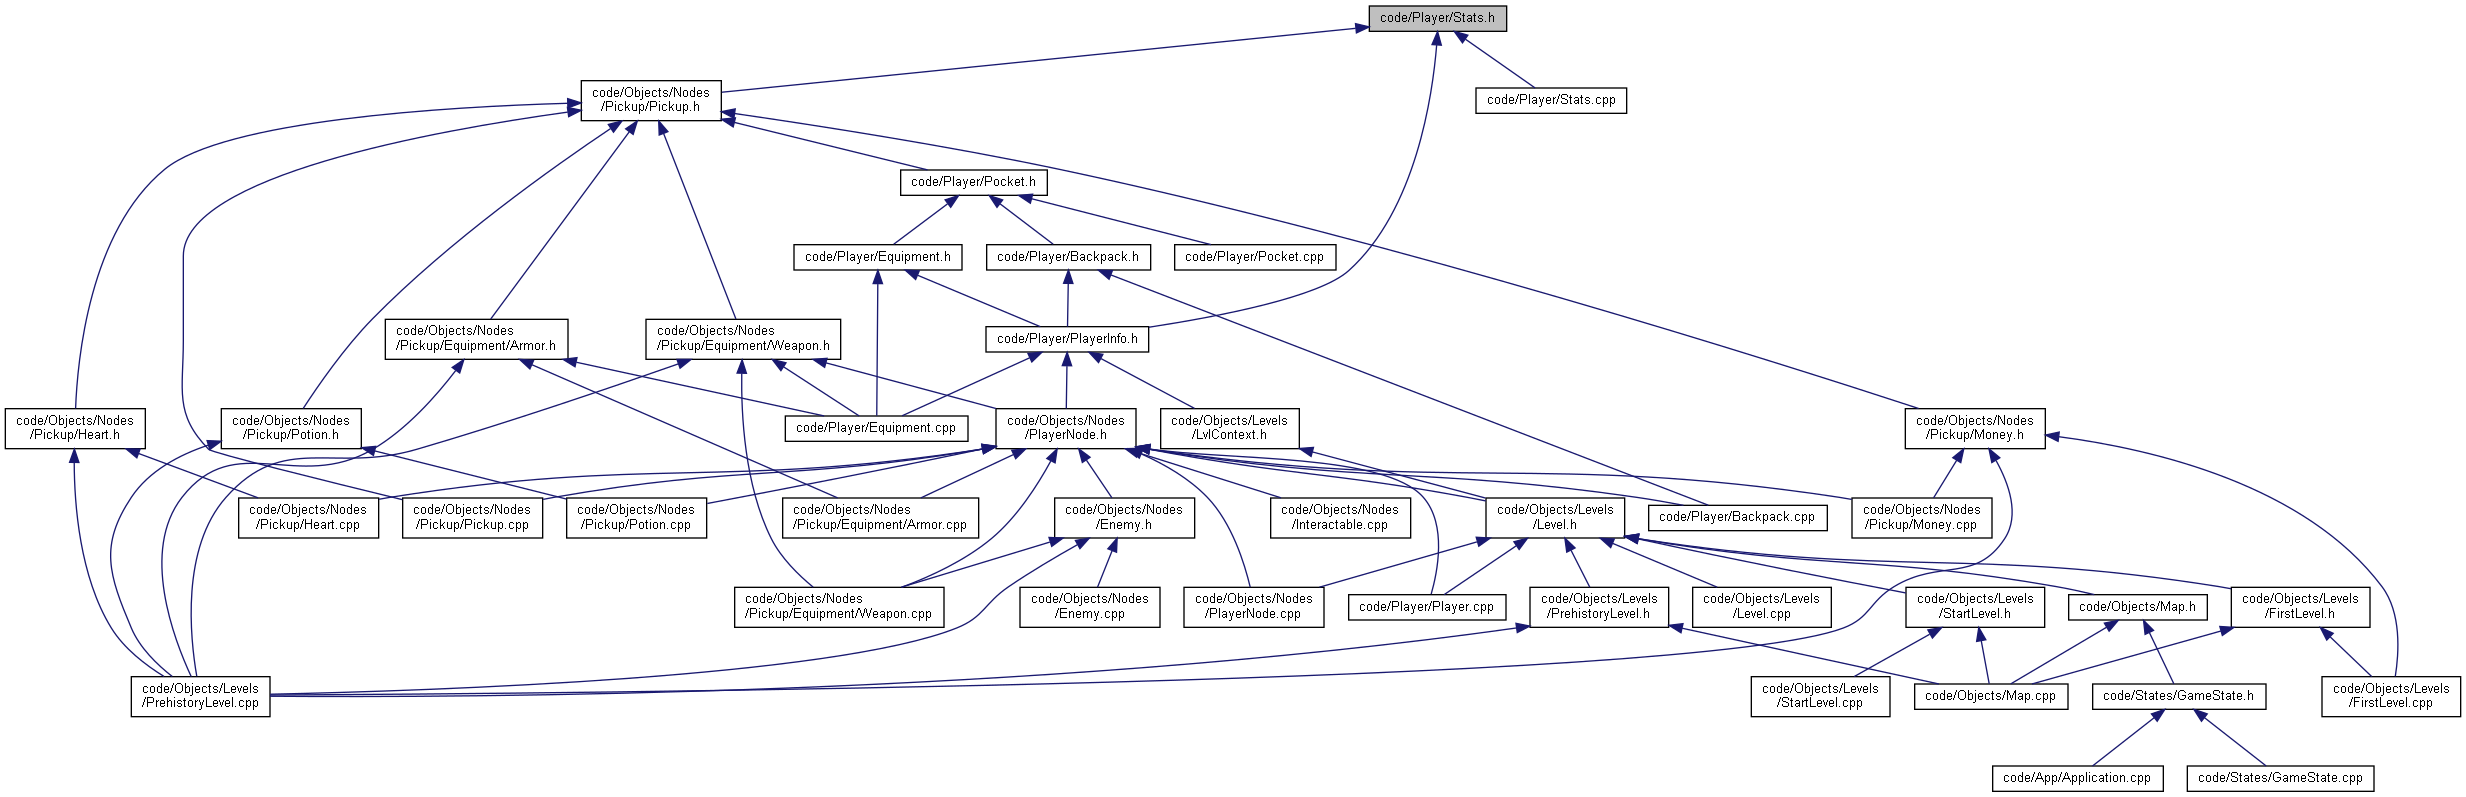 code/Player/Stats.h
code/Objects/Nodes
/Pickup/Pickup.h
code/Player/Stats.cpp
code/Player/Pocket.h
code/Player/Equipment.h
code/Player/Backpack.h
code/Player/Pocket.cpp
code/Objects/Nodes
/Pickup/Equipment/Armor.h
code/Objects/Nodes
/Pickup/Equipment/Weapon.h
code/Player/PlayerInfo.h
code/Objects/Nodes
/Pickup/Heart.h
code/Objects/Nodes
/Pickup/Potion.h
code/Player/Equipment.cpp
code/Objects/Nodes
/PlayerNode.h
code/Objects/Levels
/LvlContext.h
code/Objects/Nodes
/Pickup/Money.h
code/Objects/Nodes
/Pickup/Heart.cpp
code/Objects/Nodes
/Pickup/Pickup.cpp
code/Objects/Nodes
/Pickup/Potion.cpp
code/Objects/Nodes
/Pickup/Equipment/Armor.cpp
code/Objects/Nodes
/Enemy.h
code/Objects/Nodes
/Interactable.cpp
code/Objects/Levels
/Level.h
code/Player/Backpack.cpp
code/Objects/Nodes
/Pickup/Money.cpp
code/Objects/Nodes
/Pickup/Equipment/Weapon.cpp
code/Objects/Nodes
/Enemy.cpp
code/Objects/Nodes
/PlayerNode.cpp
code/Player/Player.cpp
code/Objects/Levels
/PrehistoryLevel.h
code/Objects/Levels
/Level.cpp
code/Objects/Levels
/StartLevel.h
code/Objects/Map.h
code/Objects/Levels
/FirstLevel.h
code/Objects/Levels
/PrehistoryLevel.cpp
code/Objects/Levels
/StartLevel.cpp
code/Objects/Map.cpp
code/States/GameState.h
code/Objects/Levels
/FirstLevel.cpp
code/App/Application.cpp
code/States/GameState.cpp